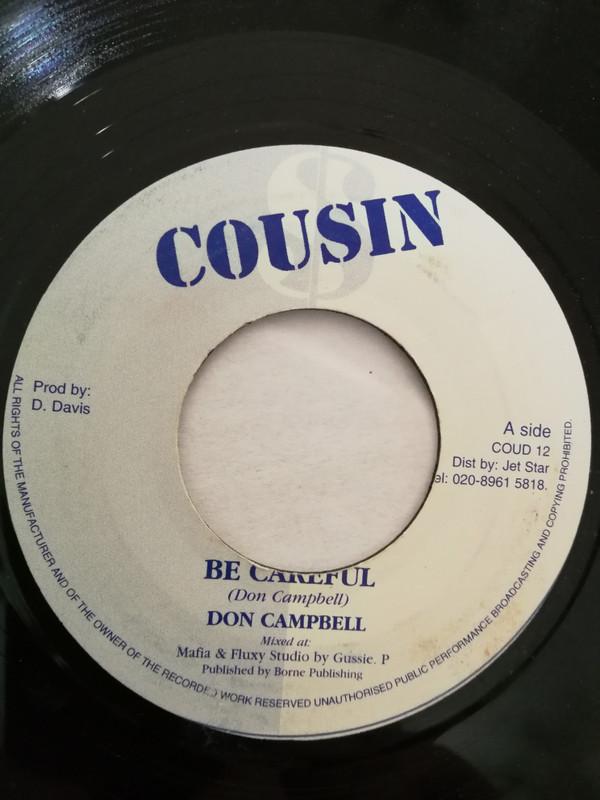 COUSIN
Prod by:
D. Davis
A side
COUD 12
Dist by: Jet Star
el: 020-8961 5818.
BE CAREFUL
(Don Campbell)
DON CAMPBELL
Mixed at:
Mafia & Fluxy Studio by Gussie. P
Published by Borne Publishing
ALL RIGHTS OF THE MANUFACTURER AND OF THE OWNER OF THE RECORDED WORK RESERVED UNAUTHORISED PUBLIC PERFORMANCE BROADCASTING AND COPYING PROHIBITED.